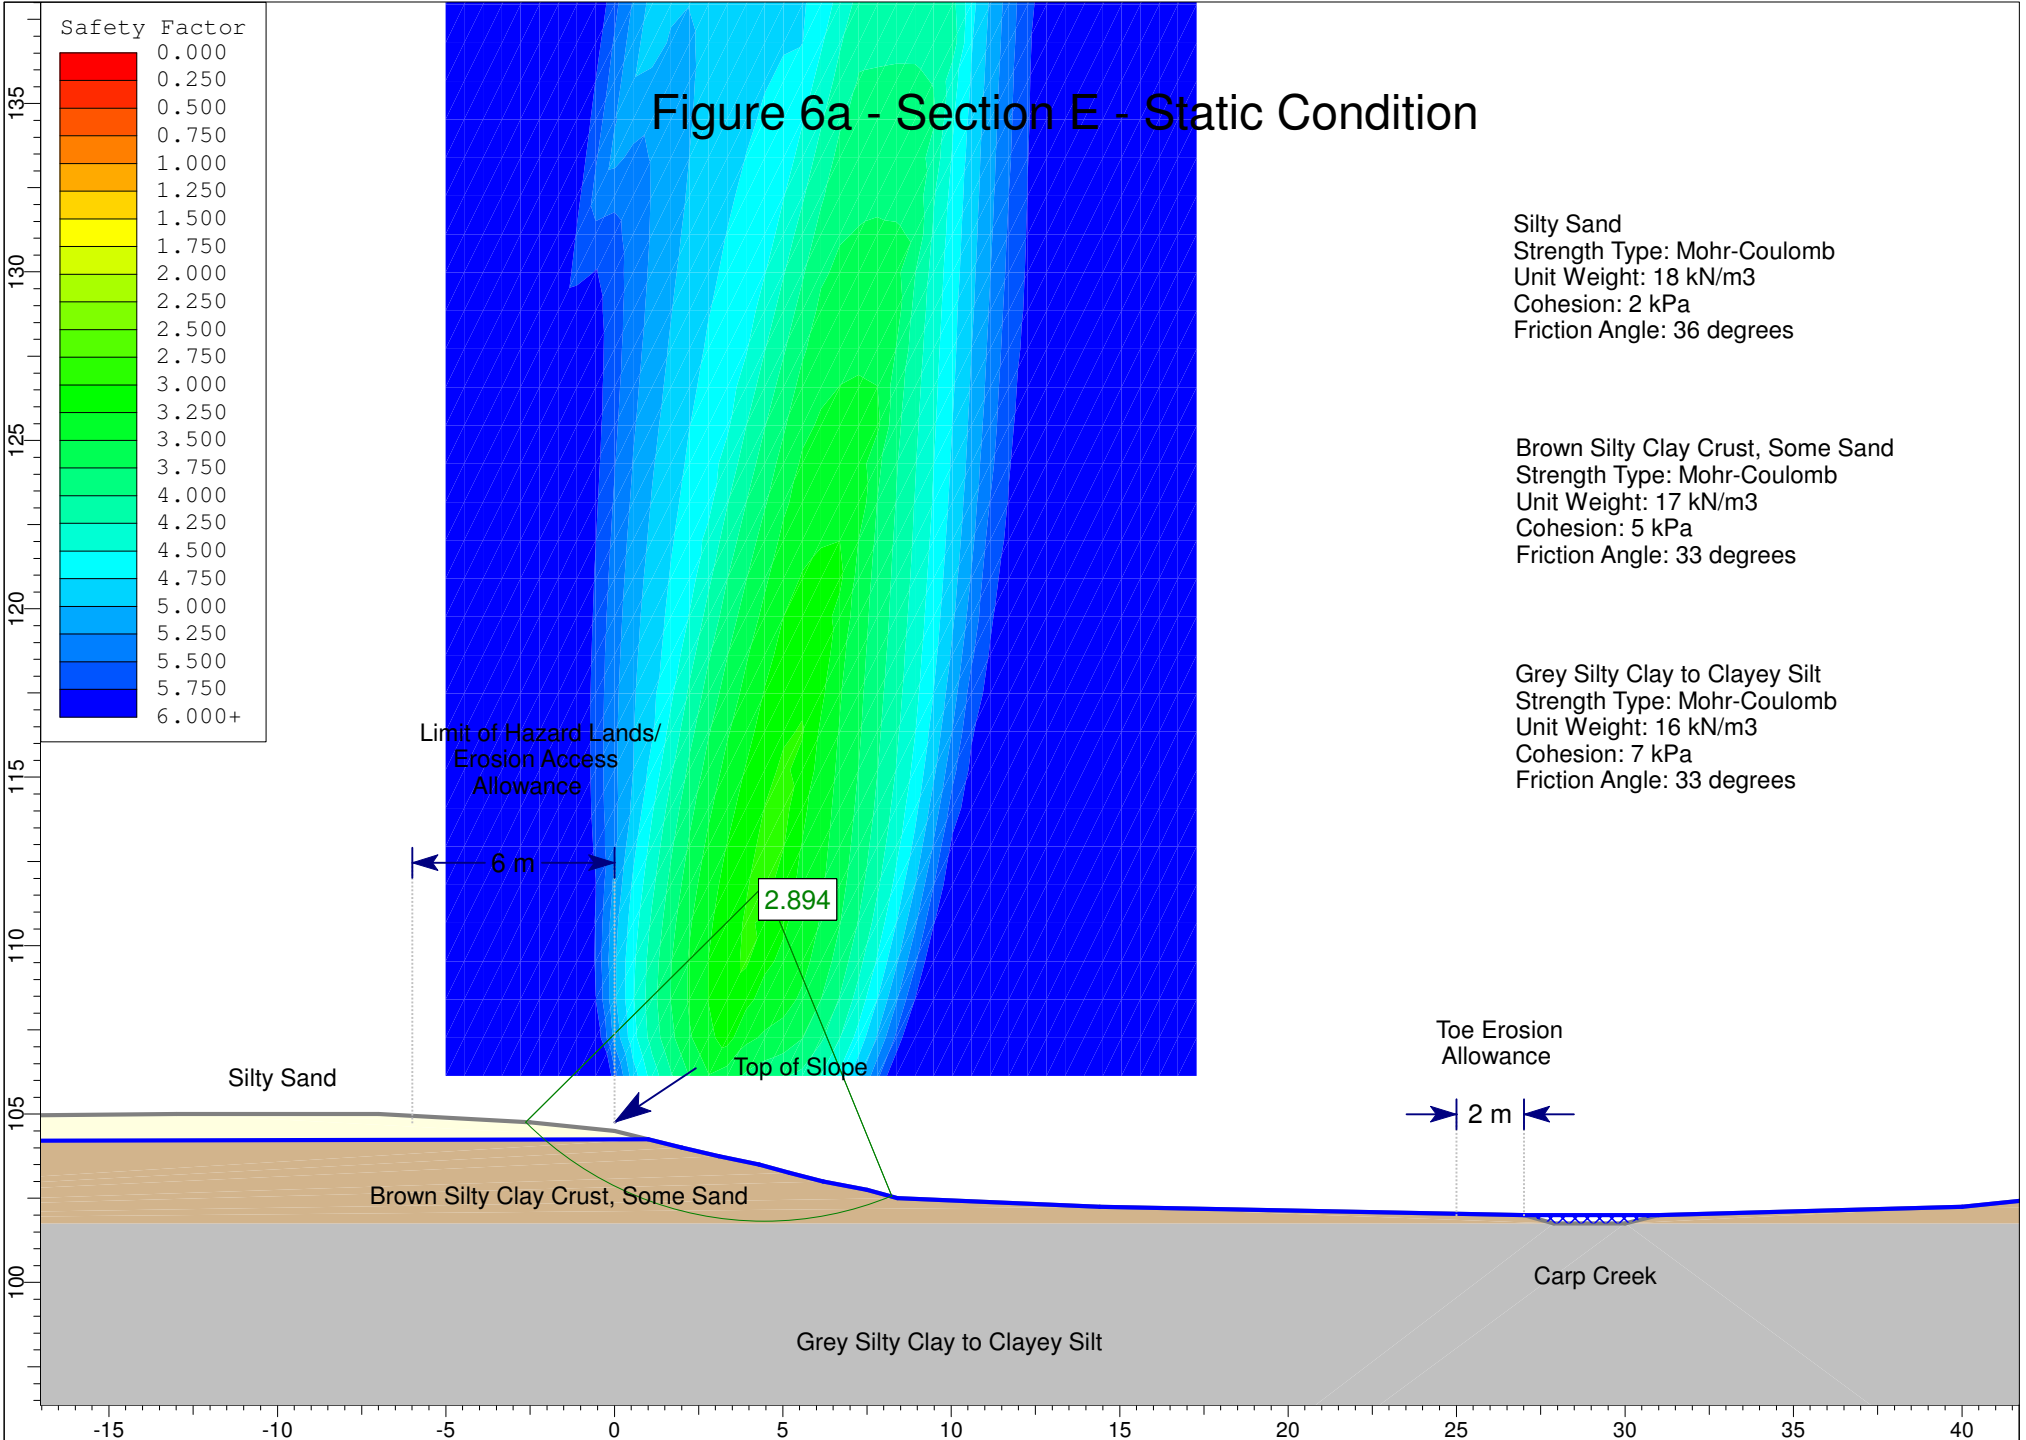 Safety Factor
0.000
0.250
0.500
0.750
1.000
1.250
1.500
1.750
2.000
2.250
2.500
2.750
3.000
3.250
3.500
3.750
4.000
4.250
4.500
4.750
5.000
5.250
5.500
5.750
6.000+
Figure 6a - Section E - Static Condition
Silty Sand
Strength Type: Mohr-Coulomb
Unit Weight: 18 kN/m3
Cohesion: 2 kPa
Friction Angle: 36 degrees
Brown Silty Clay Crust, Some Sand
Strength Type: Mohr-Coulomb
Unit Weight: 17 kN/m3
Cohesion: 5 kPa
Friction Angle: 33 degrees
Grey Silty Clay to Clayey Silt
Strength Type: Mohr-Coulomb
Unit Weight: 16 kN/m3
Cohesion: 7 kPa
Friction Angle: 33 degrees
Limit of Hazard Lands/
Erosion Access
Allowance
6 m
2.894
Top of Slope
Toe Erosion
Allowance
2 m
Silty Sand
Brown Silty Clay Crust, Some Sand
Carp Creek
Grey Silty Clay to Clayey Silt
135
130
125
120
115
110
105
100
-15
-10
-5
0
5
10
15
20
25
30
35
40